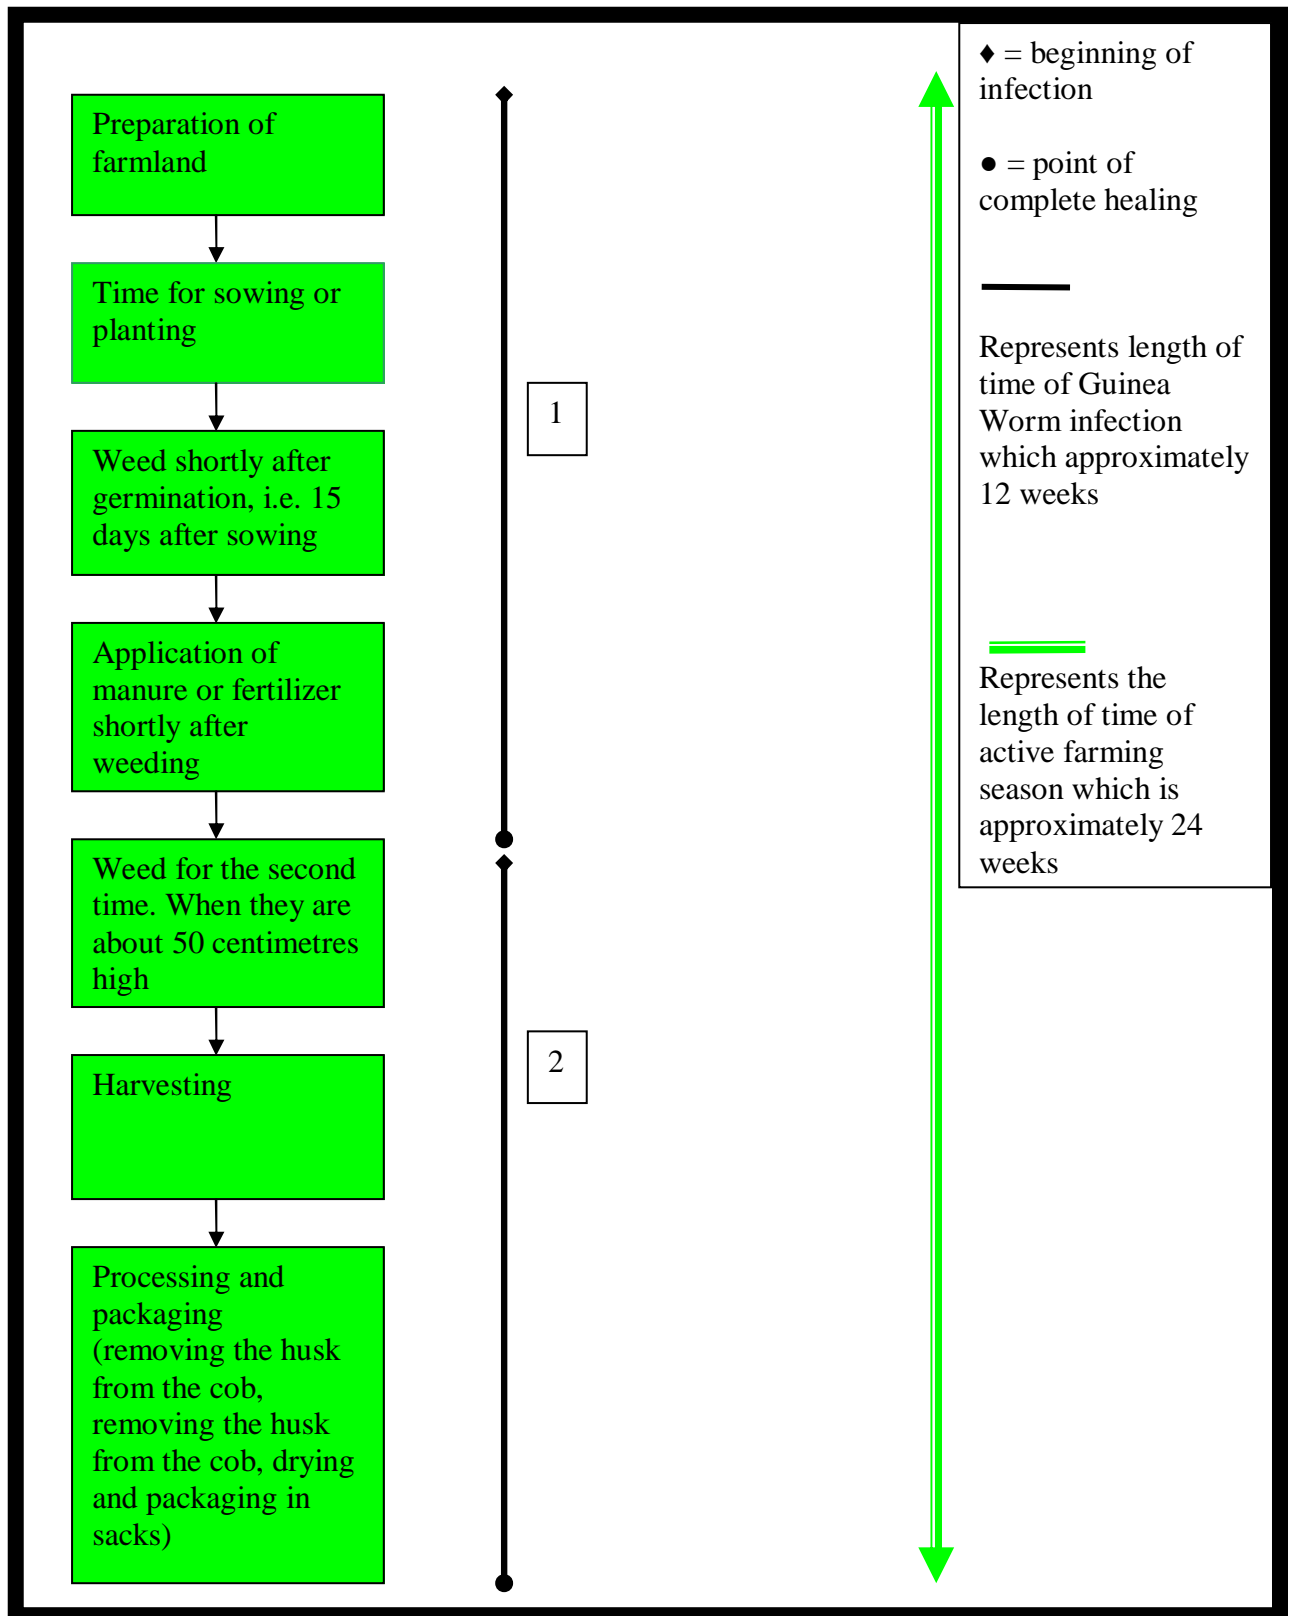 Preparation of
farmland
Time for sowing or
planting
Weed shortly after
germination, i.e. 15
days after sowing
Application of
manure or fertilizer
shortly after
weeding
Weed for the second
time. When they are
about 50 centimetres
high
Harvesting
Processing and
packaging
(removing the husk
from the cob,
removing the husk
from the cob, drying
and packaging in
sacks)
1
2
♦ = beginning of
infection
● = point of
complete healing
Represents length of
time of Guinea
Worm infection
which approximately
12 weeks
Represents the
length of time of
active farming
season which is
approximately 24
weeks